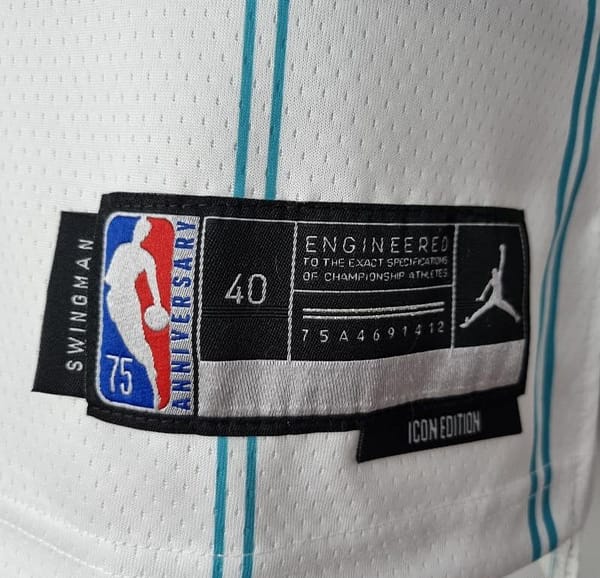 SWINGMAN
75
ANNIVERSARY
40
ENGINEERED
TO THE EXACT SPECIFICATIONS
OF CHAMPIONSHIP ATHLETES
75A4691412
ICON EDITION